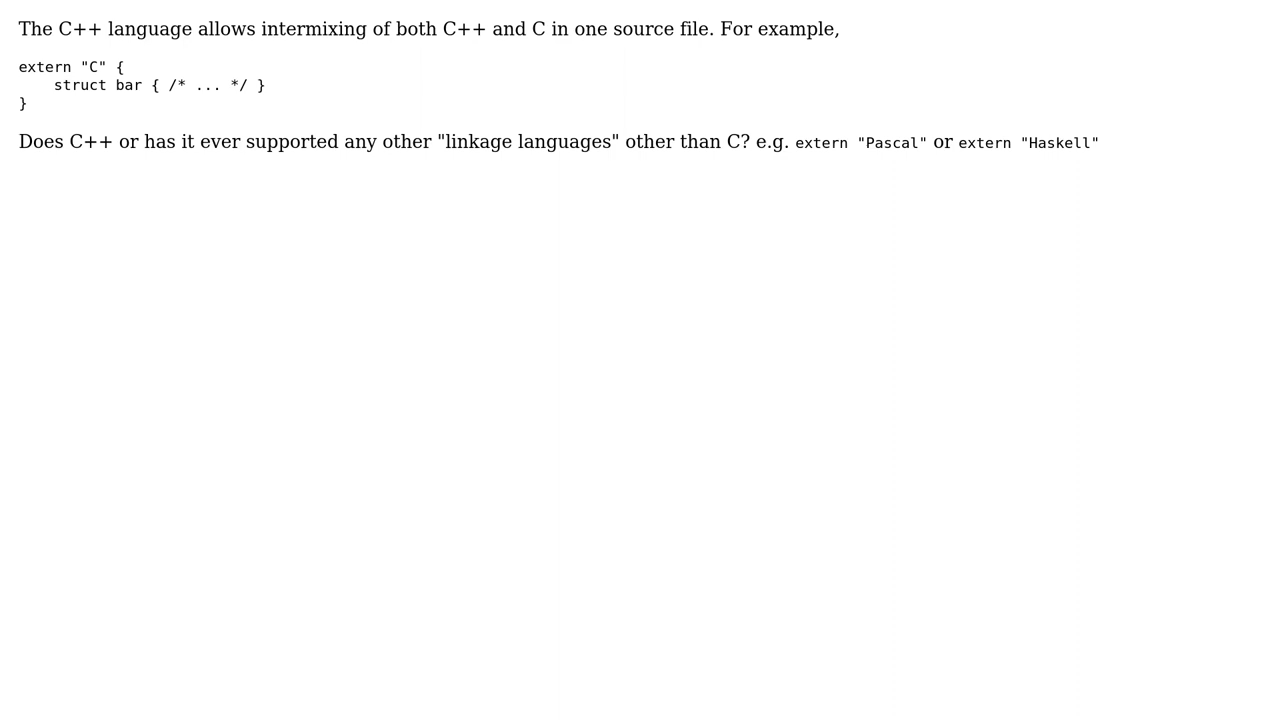 The C++ language allows intermixing of both C++ and C in one source file. For example,
extern "C" {
    struct bar { /* ... */ }
}
Does C++ or has it ever supported any other "linkage languages" other than C? e.g. extern "Pascal" or extern "Haskell"